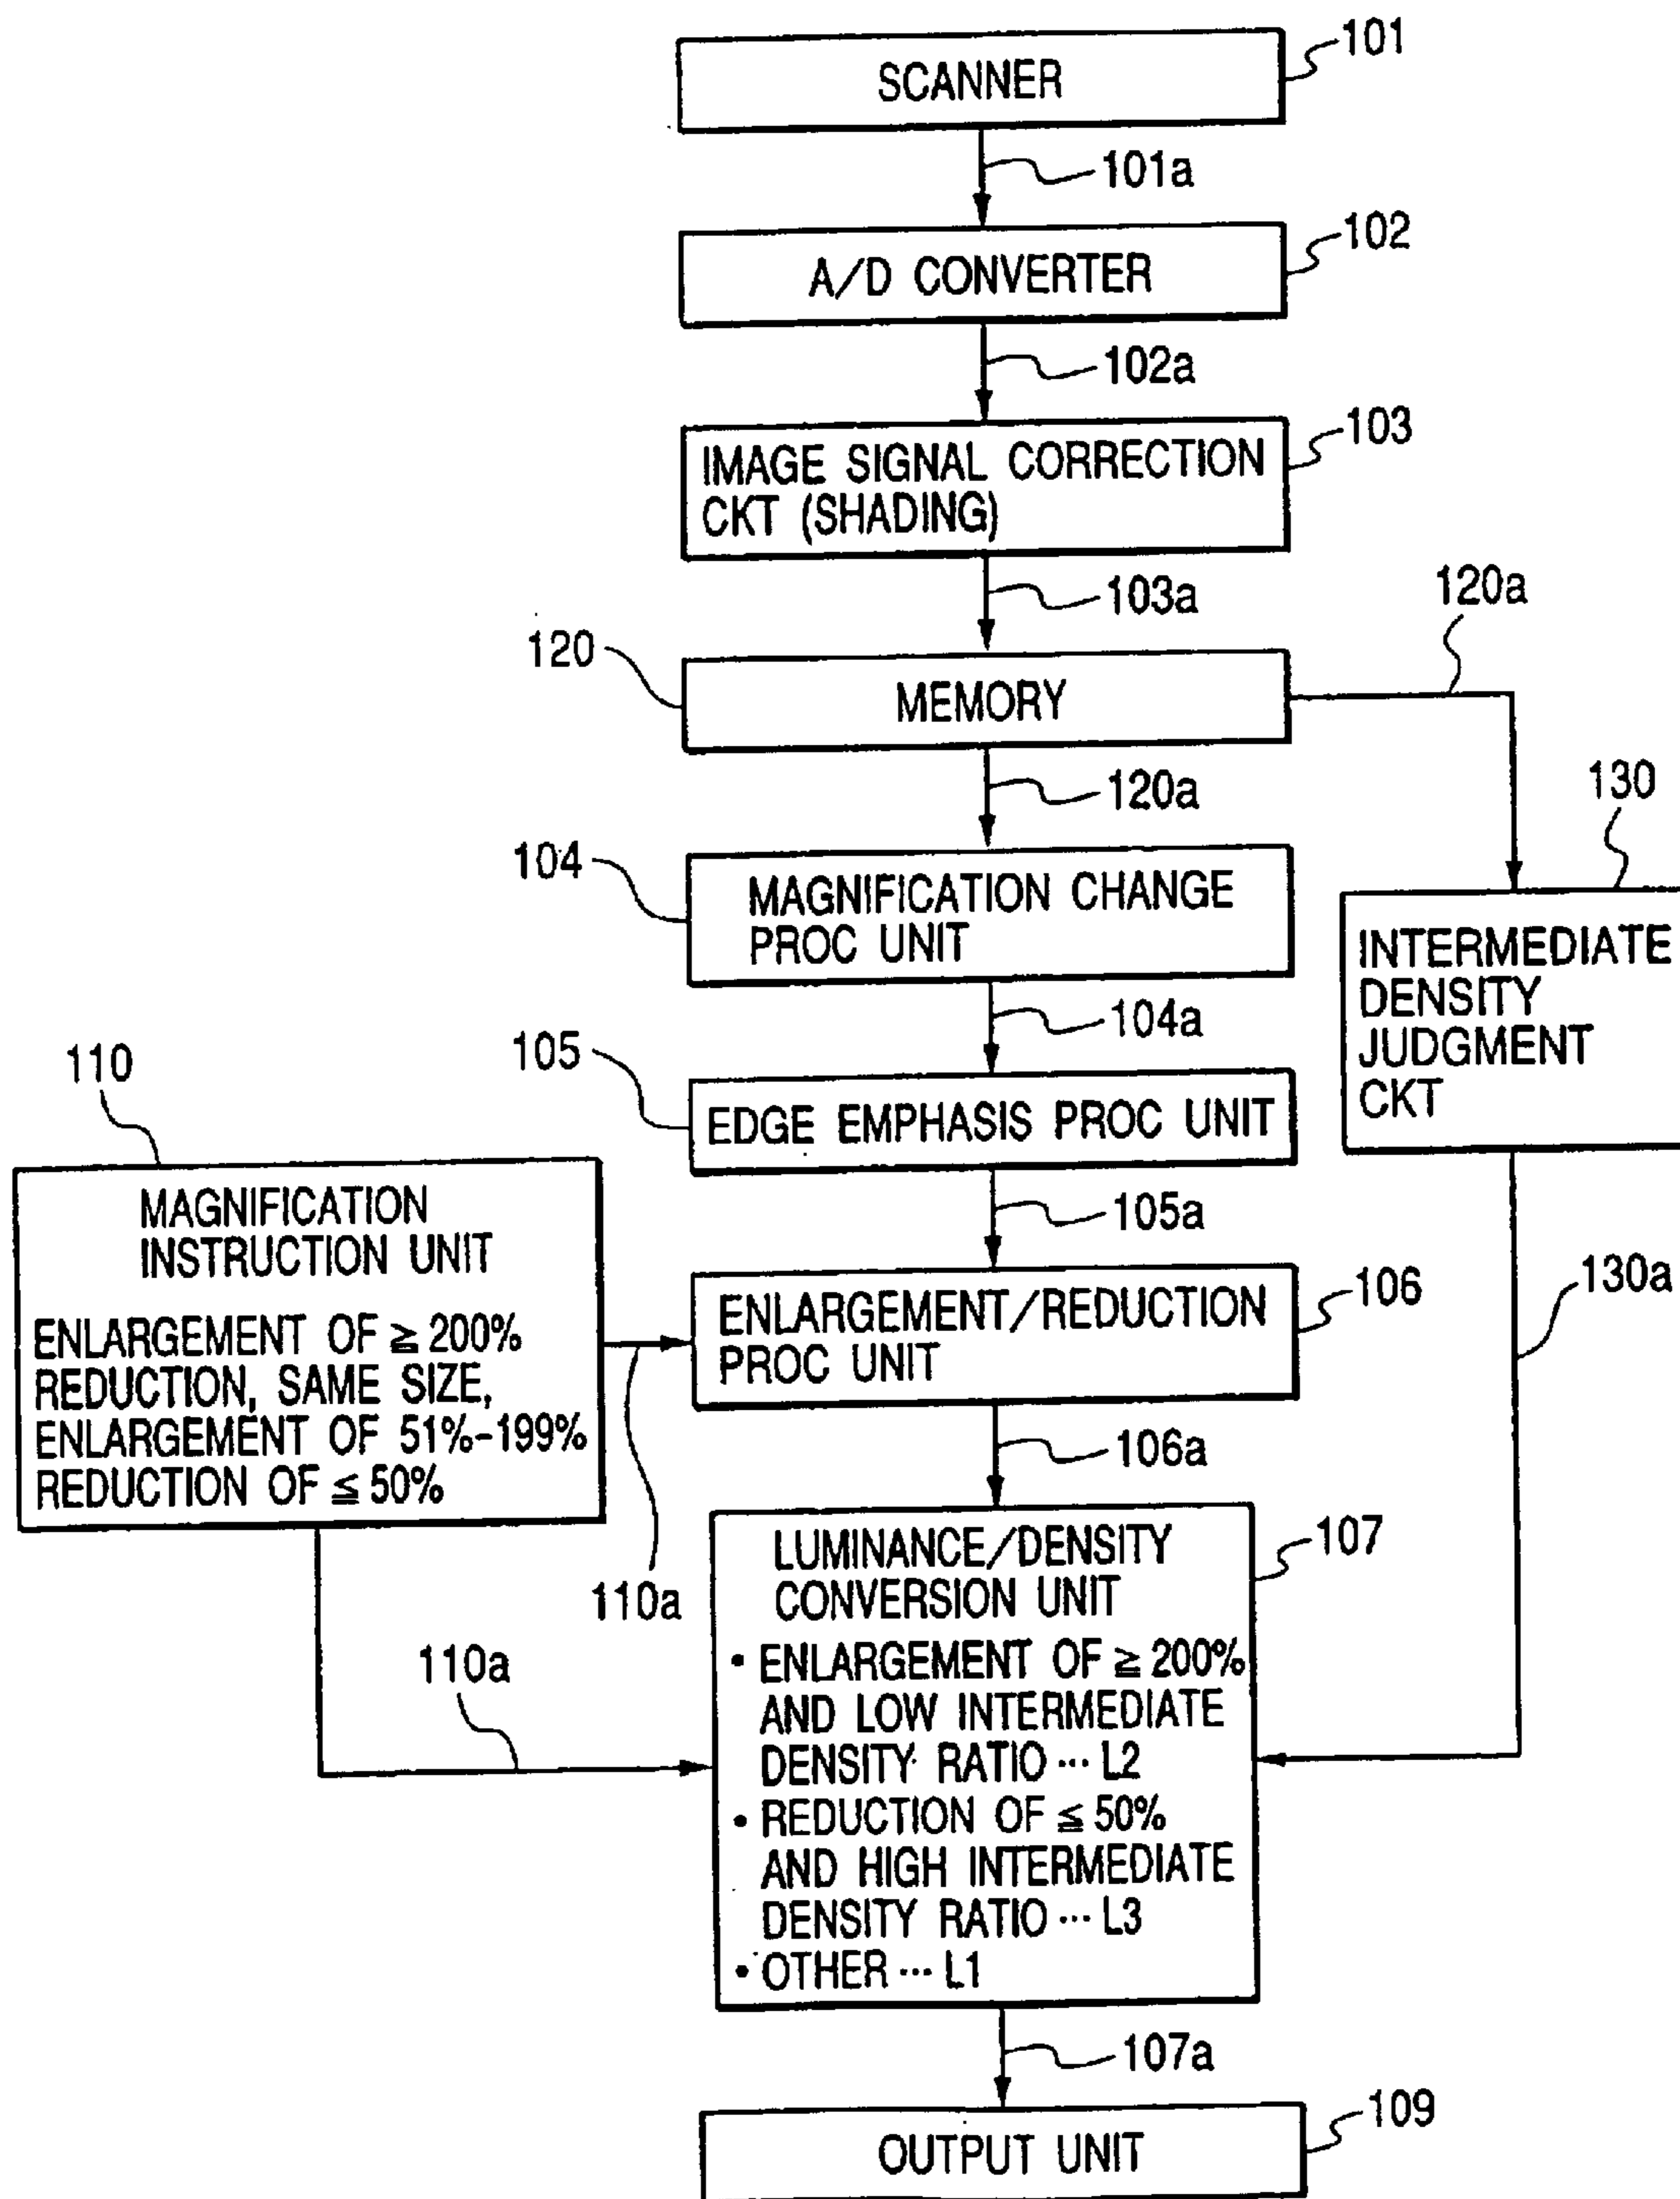 SCANNER
101
101a
A/D CONVERTER
102
102a
IMAGE SIGNAL CORRECTION
CKT (SHADING)
103
103a
120a
120
MEMORY
120a
130
104
MAGNIFICATION CHANGE
PROC UNIT
INTERMEDIATE
DENSITY
JUDGMENT
CKT
104a
105
EDGE EMPHASIS PROC UNIT
110
MAGNIFICATION
INSTRUCTION UNIT
ENLARGEMENT OF ≧ 200%
REDUCTION, SAME SIZE,
ENLARGEMENT OF 51%-199%
REDUCTION OF ≦ 50%
105a
130a
ENLARGEMENT/REDUCTION
PROC UNIT
106
106a
110a
110a
LUMINANCE/DENSITY
CONVERSION UNIT
• ENLARGEMENT OF ≧ 200%
AND LOW INTERMEDIATE
DENSITY RATIO ··· L2
• REDUCTION OF ≦ 50%
AND HIGH INTERMEDIATE
DENSITY RATIO ··· L3
• OTHER ··· L1
107
107a
OUTPUT UNIT
109